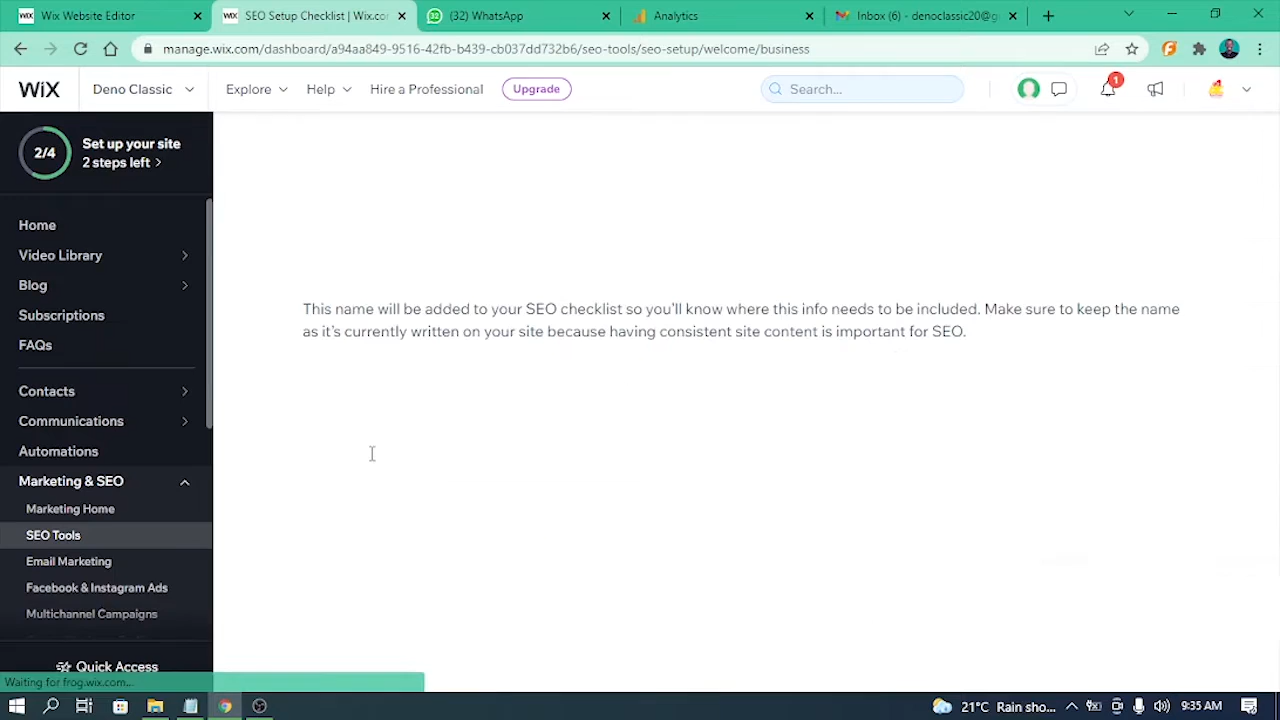 WiX Wix Website Editor
WiX SEO Setup Checklist | Wix.co
32 (32) WhatsApp
Analytics
Inbox (6) - denoclassic20@g
manage.wix.com/dashboard/a94aa849-9516-42fb-b439-cb037dd732b6/seo-tools/seo-setup/welcome/business
WiX
Deno Classic
Explore
Help
Hire a Professional
Upgrade
Search...
1
2/4
Set up your site
2 steps left >
Home
Video Library
Blog
Subscriptions
FAQs
Contacts
Communications
Automations
Marketing & SEO
Marketing Home
SEO Tools
Email Marketing
Facebook & Instagram Ads
Multichannel Campaigns
Quick Access
This name will be added to your SEO checklist so you'll know where this info needs to be included. Make sure to keep the name
as it's currently written on your site because having consistent site content is important for SEO.
Waiting for frog.wix.com...
21°C Rain sho...
9:35 AM